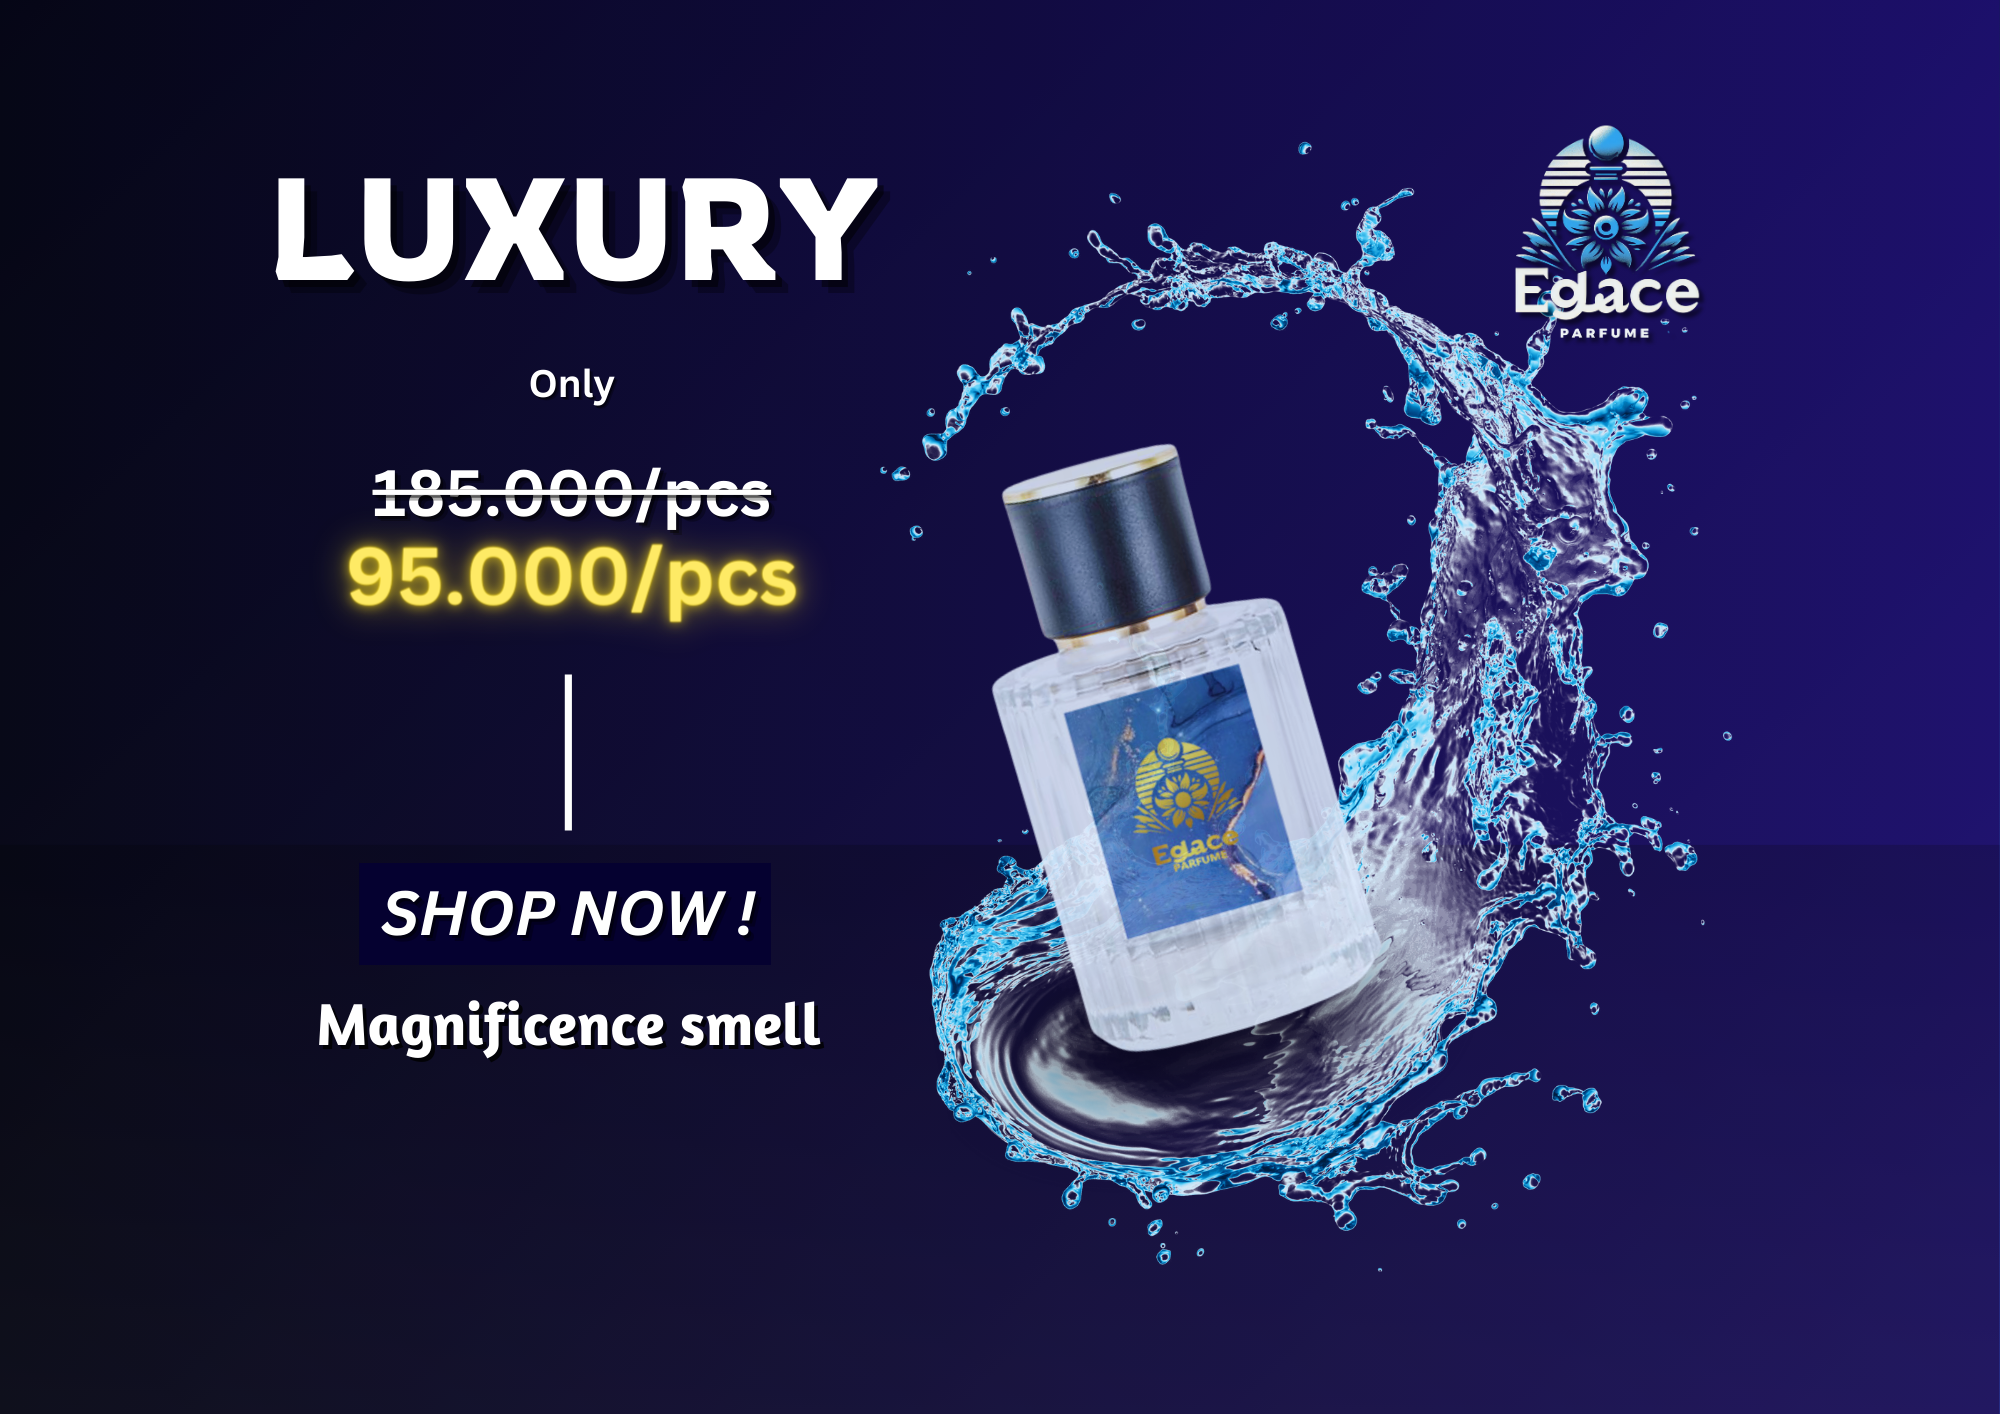 LUXURY
Only
185.000/pcs
95.000/pcs
SHOP NOW !
Magnificence smell
Eglace
PARFUME
Eglace
PARFUME